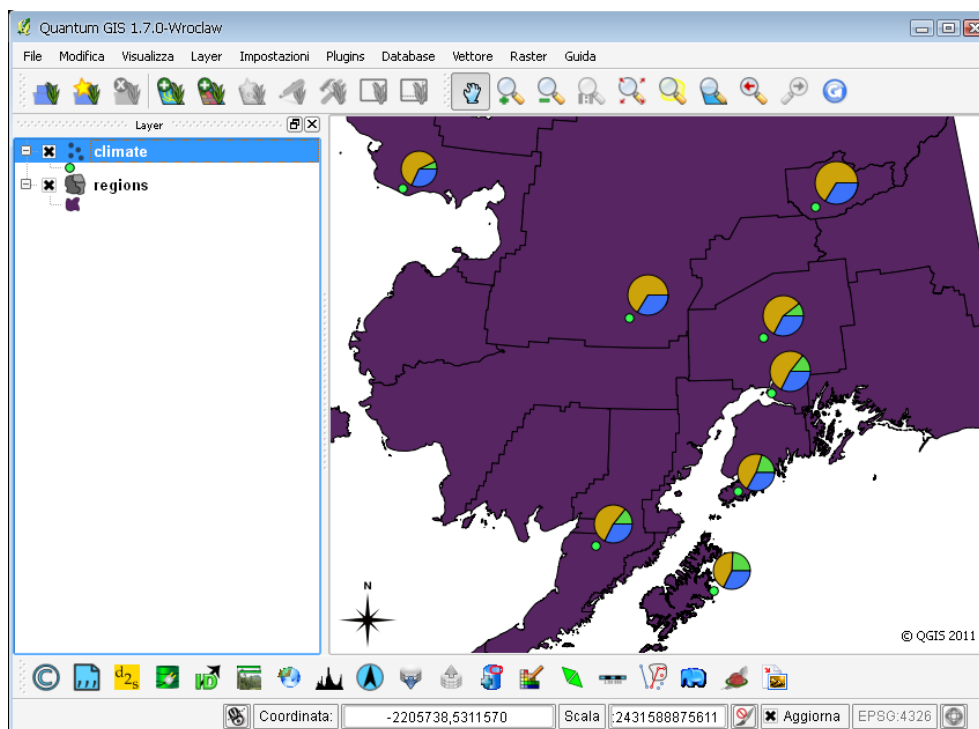 Quantum GIS 1.7.0-Wroclaw
File Modifica Visualizza Layer Impostazioni Plugins Database Vettore Raster Guida
Layer
climate
regions
N
© QGIS 2011
d2s
Coordinata: -2205738,5311570 Scala :2431588875611 Aggiorna EPSG:4326